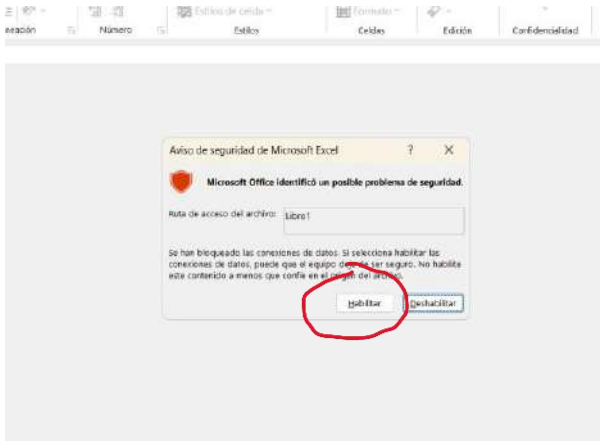 Estilos de celda
Formato
Número
Estilos
Celdas
Edición
Confidencialidad
Aviso de seguridad de Microsoft Excel ? X
Microsoft Office identificó un posible problema de seguridad.
Ruta de acceso del archivo: Libro1
Se han bloqueado las conexiones de datos. Si selecciona habilitar las
conexiones de datos, puede que el equipo deje de ser seguro. No habilite
este contenido a menos que confíe en el origen del archivo.
Habilitar Deshabilitar